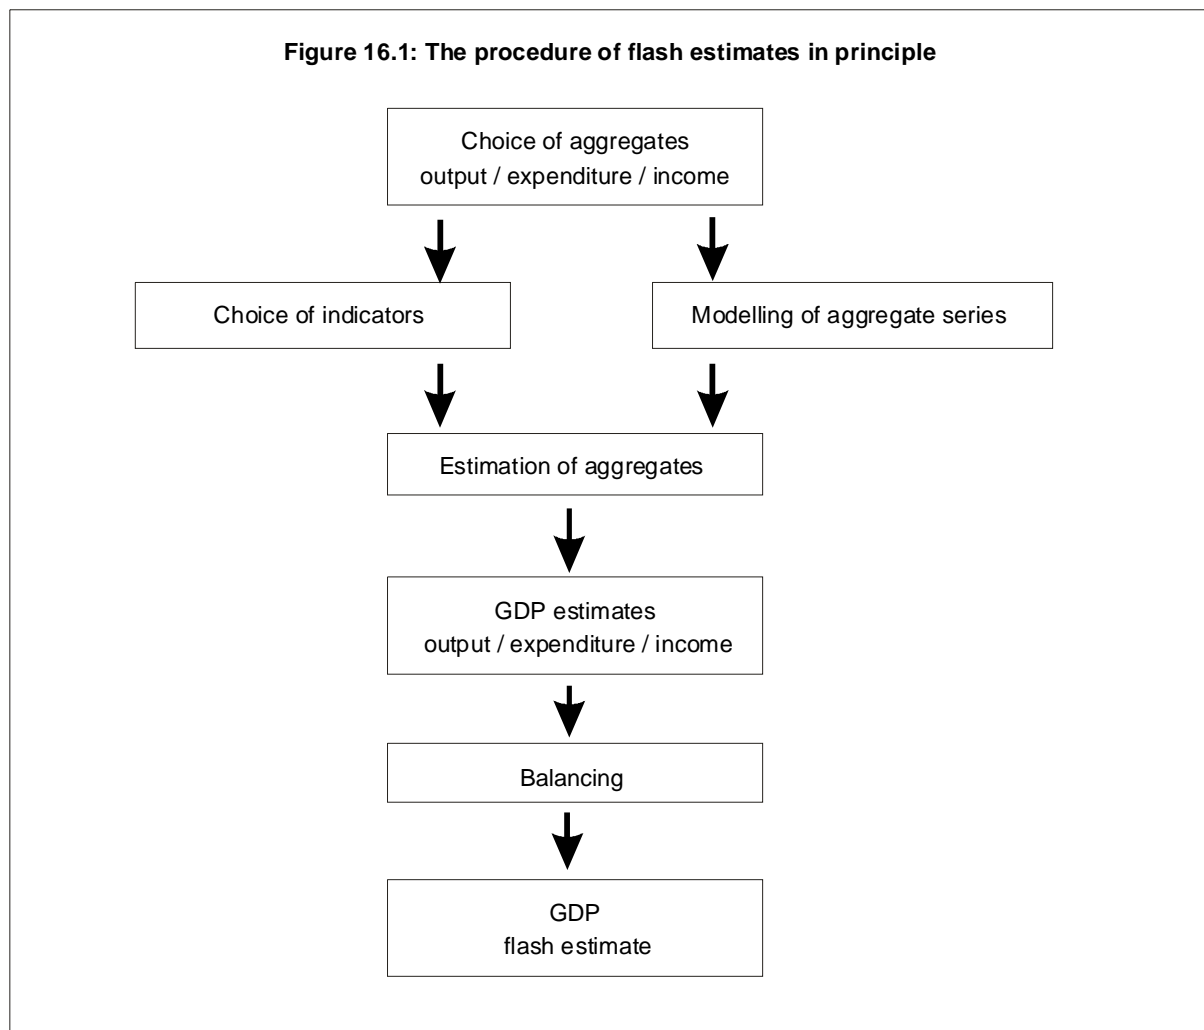 Figure 16.1: The procedure of flash estimates in principle
Choice of aggregates
output / expenditure / income
Choice of indicators
Modelling of aggregate series
Estimation of aggregates
GDP estimates
output / expenditure / income
Balancing
GDP
flash estimate